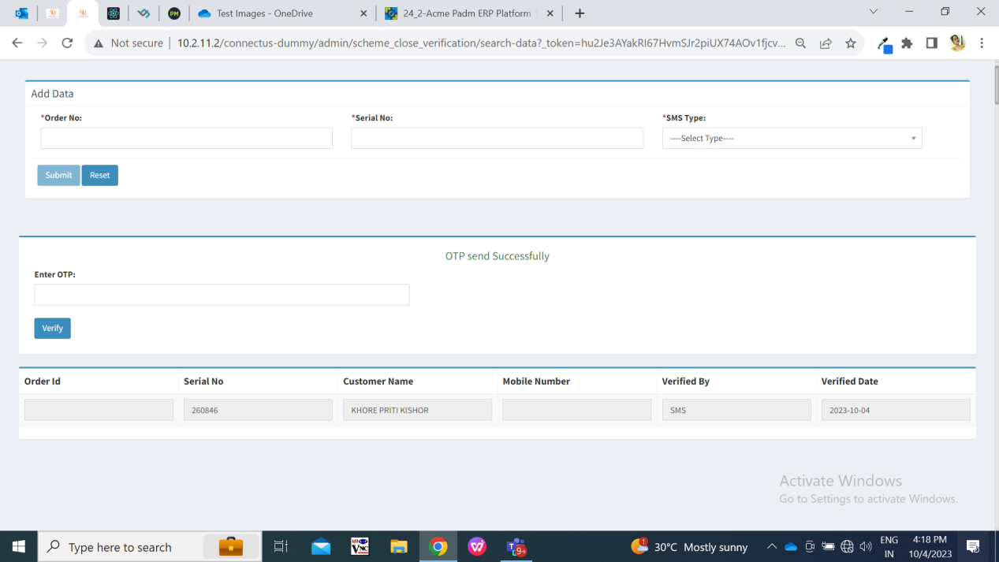 PM
Test Images - OneDrive
24_2-Acme Padm ERP Platform
Not secure
10.2.11.2/connectus-dummy/admin/scheme_close_verification/search-data?_token=hu2Je3AYakRI67HvmSJr2piUX74AOv1fjcv...
Add Data
*Order No:
*Serial No:
*SMS Type:
----Select Type----
Submit
Reset
OTP send Successfully
Enter OTP:
Verify
Order Id
Serial No
Customer Name
Mobile Number
Verified By
Verified Date
260846
KHORE PRITI KISHOR
SMS
2023-10-04
Activate Windows
Go to Settings to activate Windows.
Type here to search
9+
1
30°C Mostly sunny
ENG
IN
4:18 PM
10/4/2023